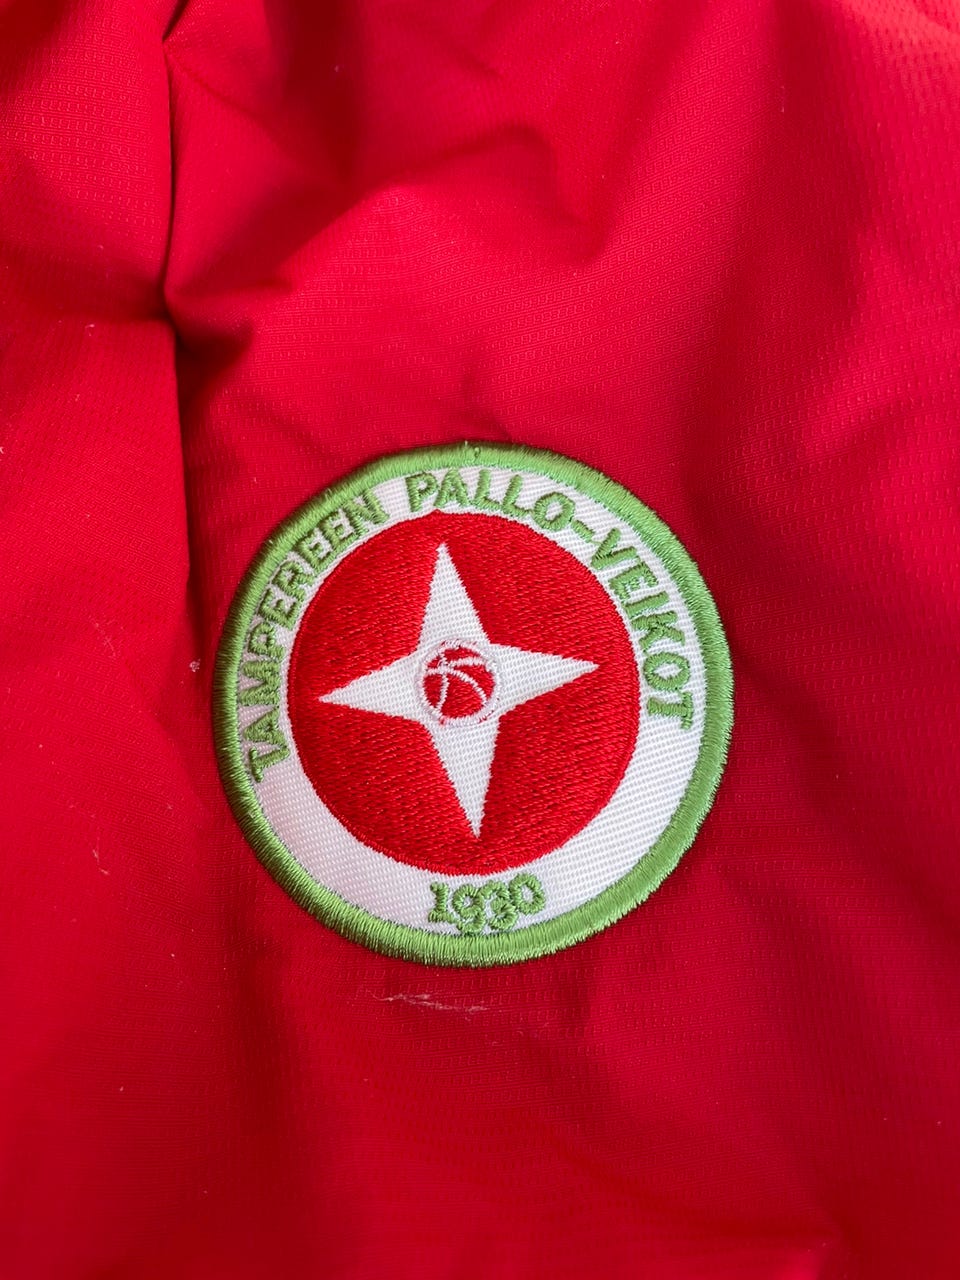 TAMPEREEN PALLO-VEIKOT
1930